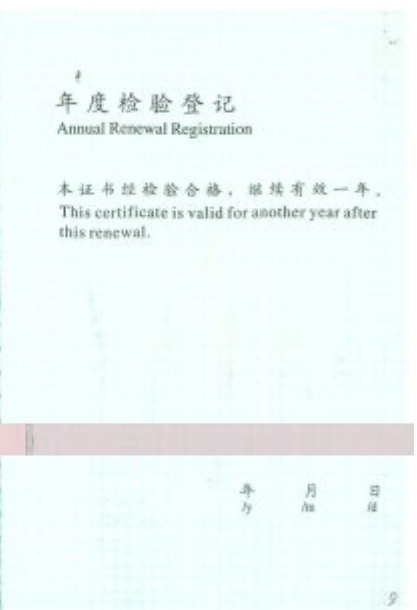 年度检验登记
Annual Renewal Registration
本证书经检验合格，继续有效一年。
This certificate is valid for another year after
this renewal.
年 月 日
/y /m /d
9